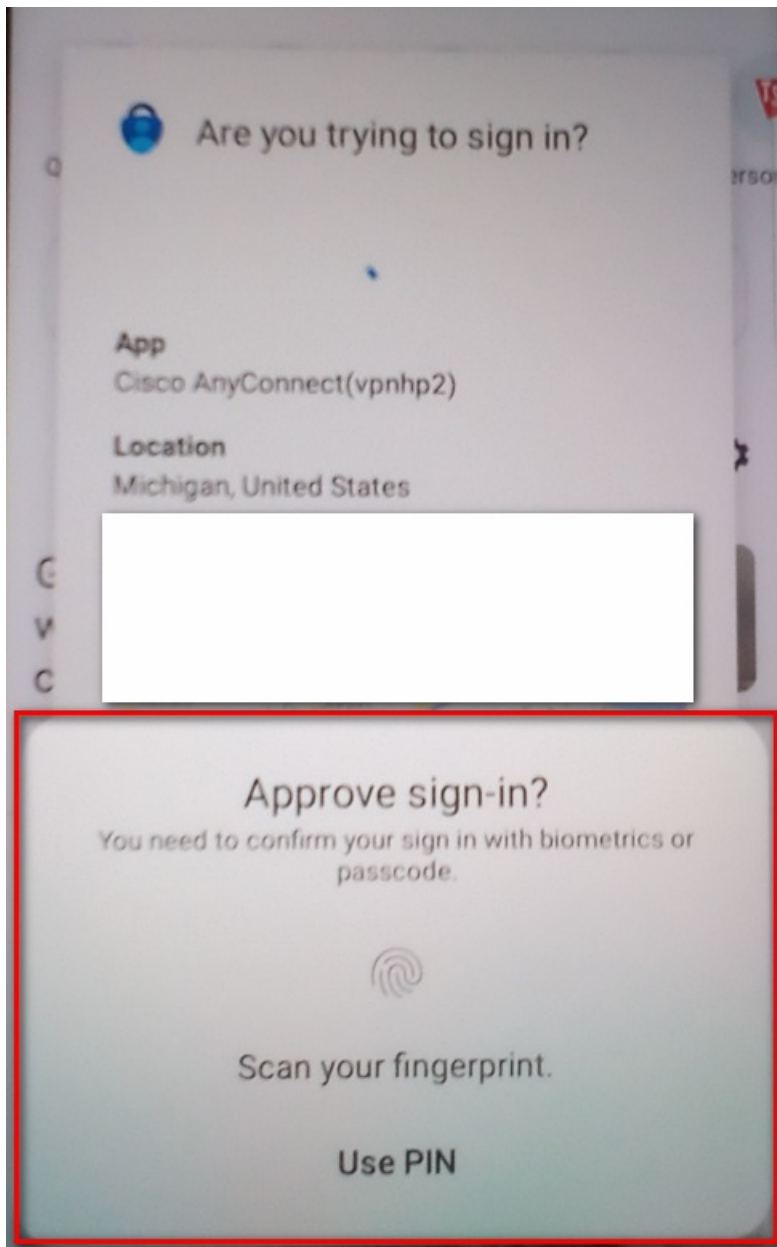 Are you trying to sign in?
App
Cisco AnyConnect(vpnhp2)
Location
Michigan, United States
Approve sign-in?
You need to confirm your sign in with biometrics or
passcode.
Scan your fingerprint.
Use PIN